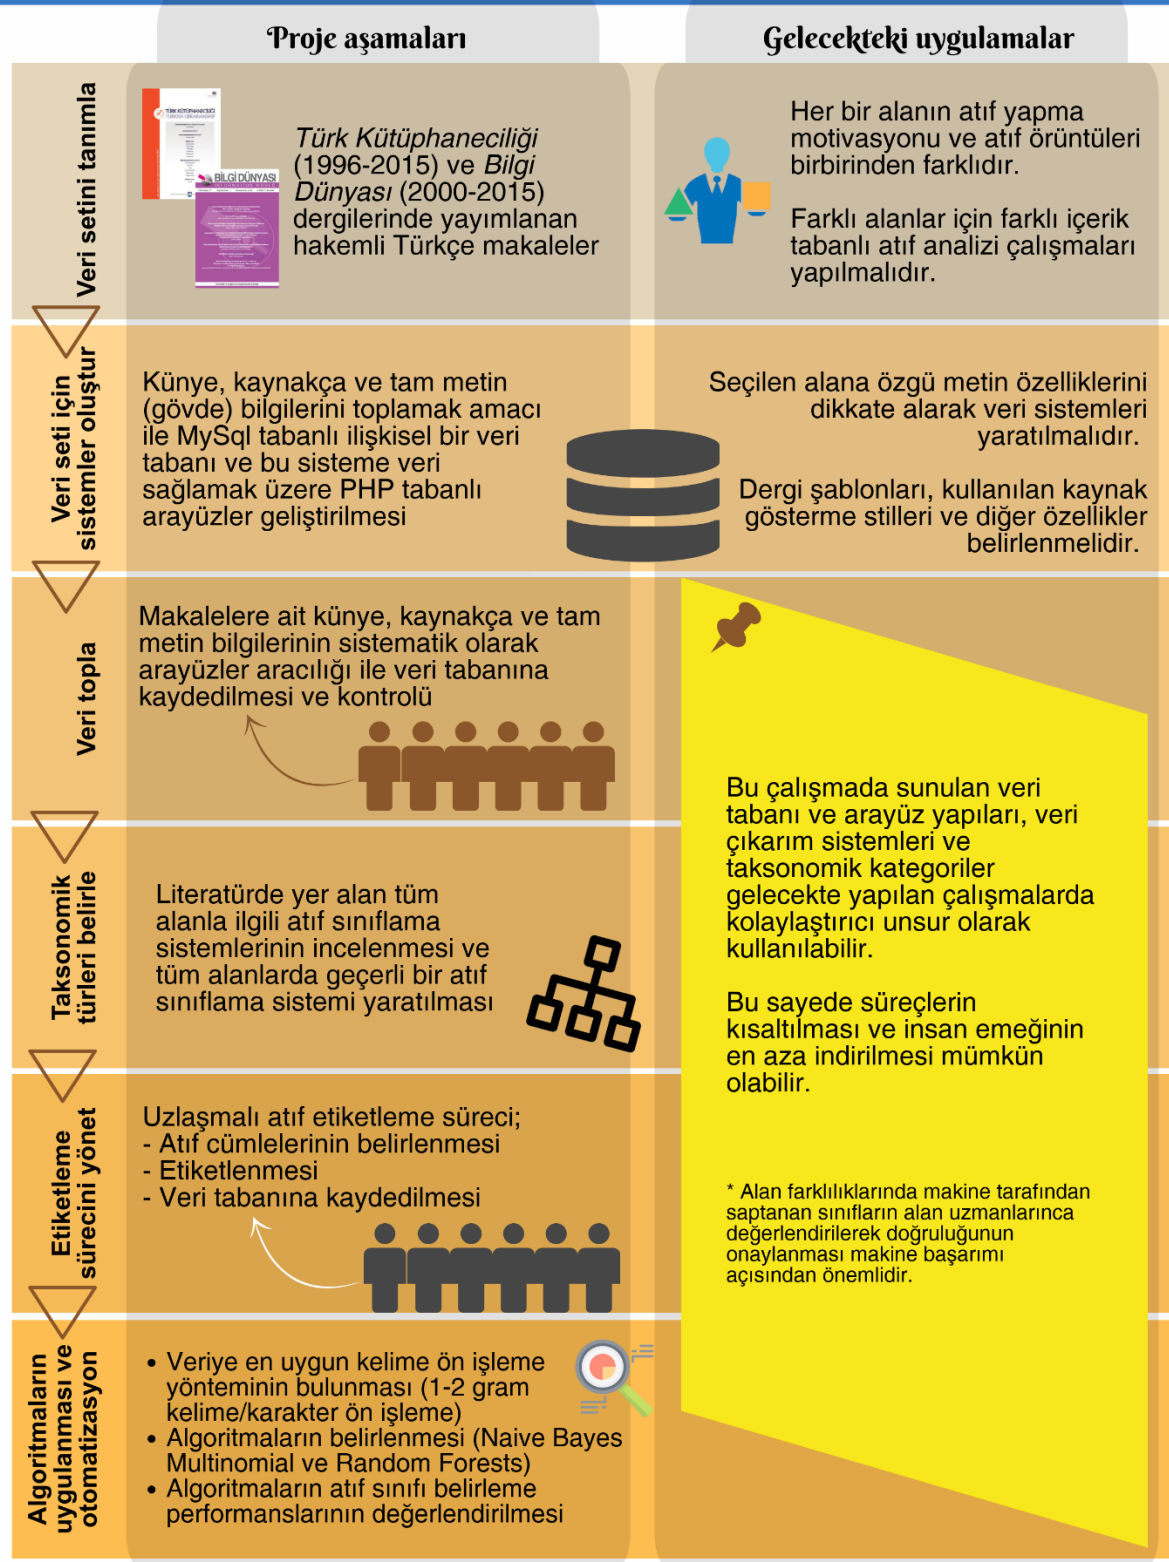 Proje aşamaları
Gelecekteki uygulamalar
Veri setini tanımla
TÜRK KÜTÜPHANECİLİĞİ
BİLGİ DÜNYASI
Türk Kütüphaneciliği
(1996-2015) ve Bilgi
Dünyası (2000-2015)
dergilerinde yayımlanan
hakemli Türkçe makaleler
Her bir alanın atıf yapma
motivasyonu ve atıf örüntüleri
birbirinden farklıdır.
Farklı alanlar için farklı içerik
tabanlı atıf analizi çalışmaları
yapılmalıdır.
Veri seti için
sistemler oluştur
Künye, kaynakça ve tam metin
(gövde) bilgilerini toplamak amacı
ile MySql tabanlı ilişkisel bir veri
tabanı ve bu sisteme veri
sağlamak üzere PHP tabanlı
arayüzler geliştirilmesi
Seçilen alana özgü metin özelliklerini
dikkate alarak veri sistemleri
yaratılmalıdır.
Dergi şablonları, kullanılan kaynak
gösterme stilleri ve diğer özellikler
belirlenmelidir.
Veri topla
Makalelere ait künye, kaynakça ve tam
metin bilgilerinin sistematik olarak
arayüzler aracılığı ile veri tabanına
kaydedilmesi ve kontrolü
Taksonomik
türleri belirle
Literatürde yer alan tüm
alanla ilgili atıf sınıflama
sistemlerinin incelenmesi ve
tüm alanlarda geçerli bir atıf
sınıflama sistemi yaratılması
Bu çalışmada sunulan veri
tabanı ve arayüz yapıları, veri
çıkarım sistemleri ve
taksonomik kategoriler
gelecekte yapılan çalışmalarda
kolaylaştırıcı unsur olarak
kullanılabilir.
Bu sayede süreçlerin
kısaltılması ve insan emeğinin
en aza indirilmesi mümkün
olabilir.
* Alan farklılıklarında makine tarafından
saptanan sınıfların alan uzmanlarınca
değerlendirilerek doğruluğunun
onaylanması makine başarımı
açısından önemlidir.
Etiketleme
sürecini yönet
Uzlaşmalı atıf etiketleme süreci;
- Atıf cümlelerinin belirlenmesi
- Etiketlenmesi
- Veri tabanına kaydedilmesi
Algoritmaların
uygulanması ve
otomatizasyon
• Veriye en uygun kelime ön işleme
yönteminin bulunması (1-2 gram
kelime/karakter ön işleme)
• Algoritmaların belirlenmesi (Naive Bayes
Multinomial ve Random Forests)
• Algoritmaların atıf sınıfı belirleme
performanslarının değerlendirilmesi